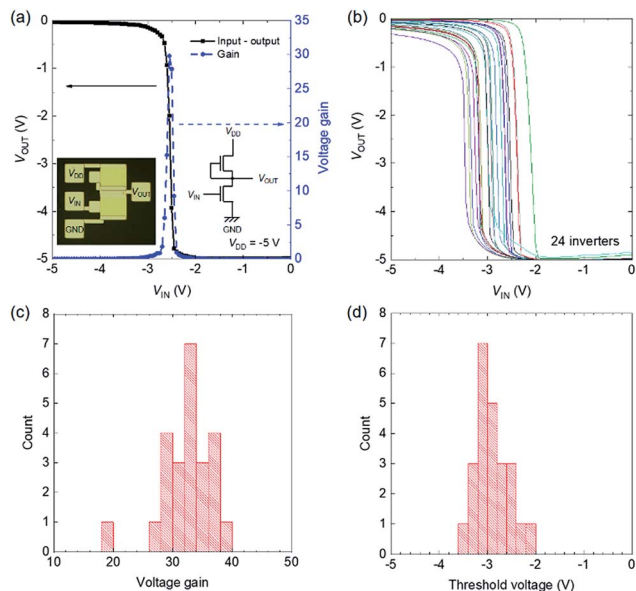 (a)
Input - output
Gain
V_OUT (V)
0
-1
-2
-3
-4
-5
Voltage gain
35
30
25
20
15
10
5
0
V_DD
V_IN
V_OUT
GND
V_DD
V_OUT
V_IN
GND
V_DD = -5 V
-5
-4
-3
-2
-1
0
V_IN (V)
(b)
V_OUT (V)
0
-1
-2
-3
-4
-5
24 inverters
-5
-4
-3
-2
-1
0
V_IN (V)
(c)
Count
8
7
6
5
4
3
2
1
0
10
20
30
40
50
Voltage gain
(d)
Count
8
7
6
5
4
3
2
1
0
-5
-4
-3
-2
-1
0
Threshold voltage (V)